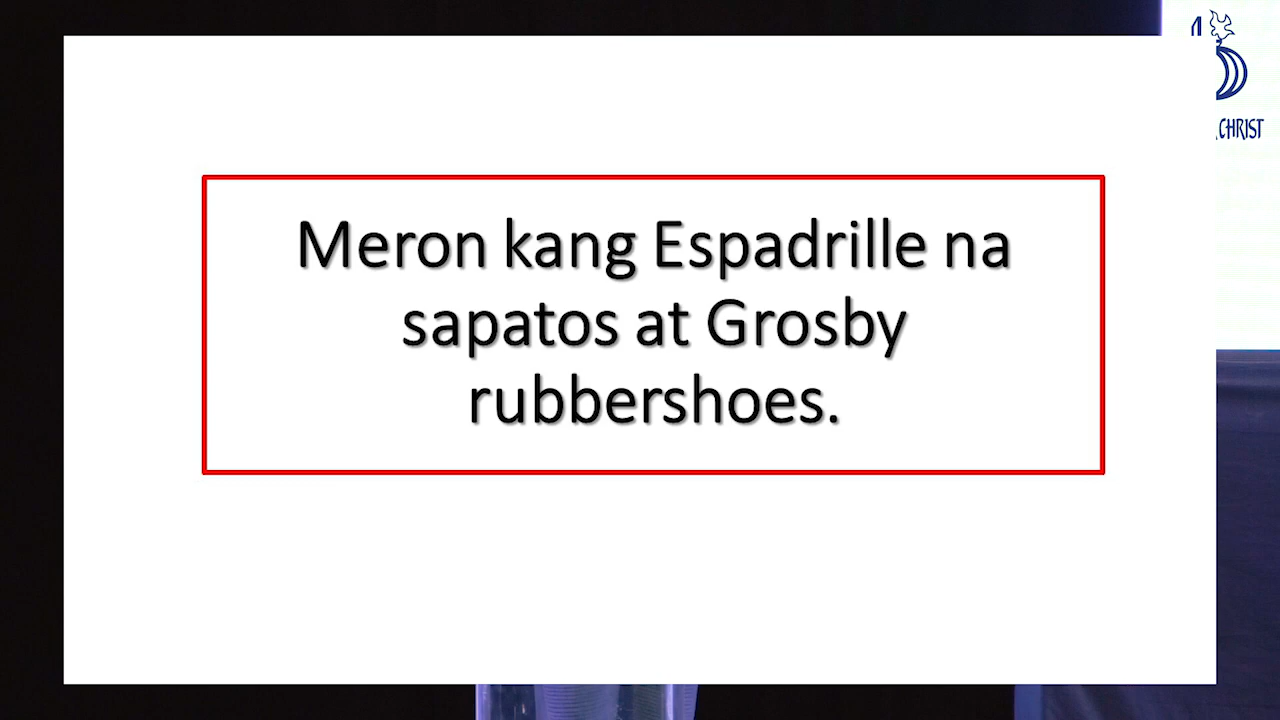 Meron kang Espadrille na
sapatos at Grosby
rubbershoes.
CHRIST